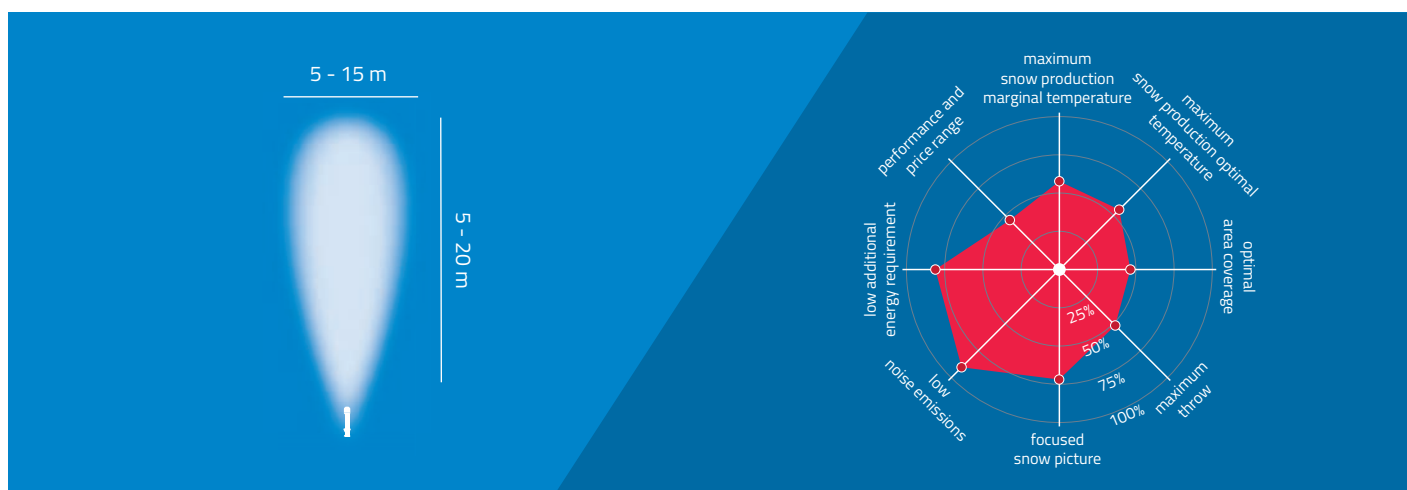 5 - 15 m
5 - 20 m
maximum
snow production
marginal temperature
maximum
snow production optimal
temperature
optimal
area coverage
maximum
throw
focused
snow picture
low
noise emissions
low additional
energy requirement
performance and
price range
25%
50%
75%
100%